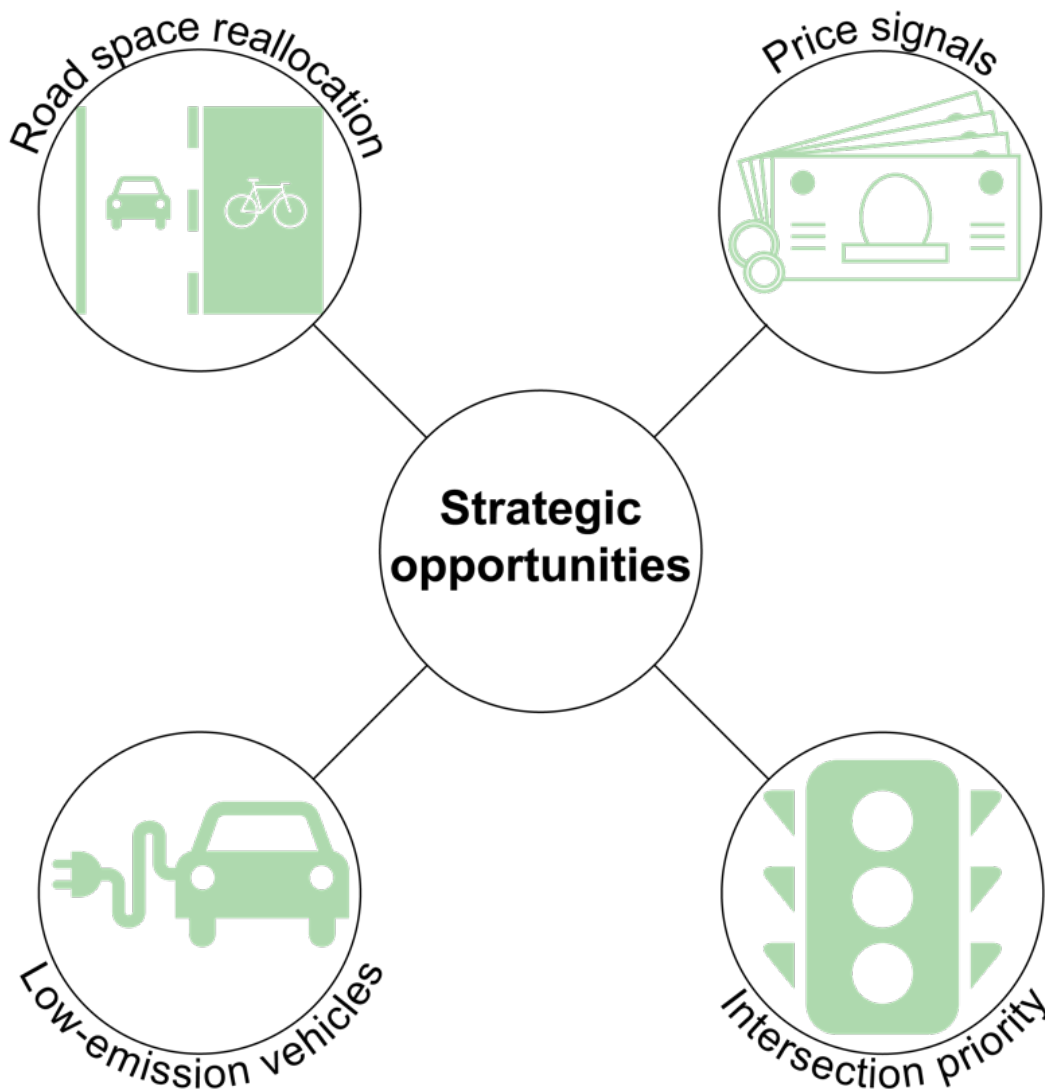 Road space reallocation
Price signals
Strategic
opportunities
Low-emission vehicles
Intersection priority